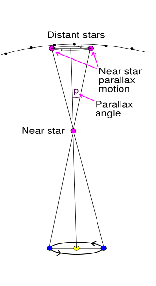 Distant stars
Near star
parallax
motion
p
Parallax
angle
Near star